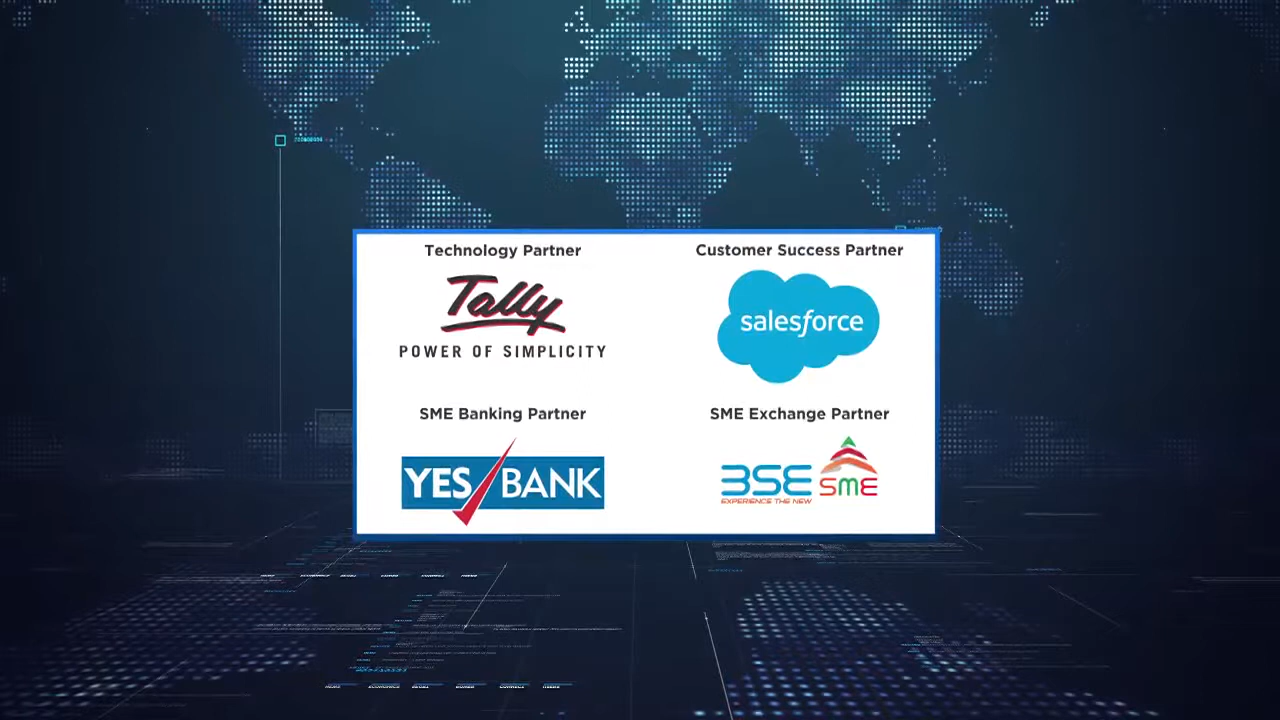 Technology Partner
Customer Success Partner
Tally
POWER OF SIMPLICITY
salesforce
SME Banking Partner
SME Exchange Partner
YES BANK
BSE SME
EXPERIENCE THE NEW